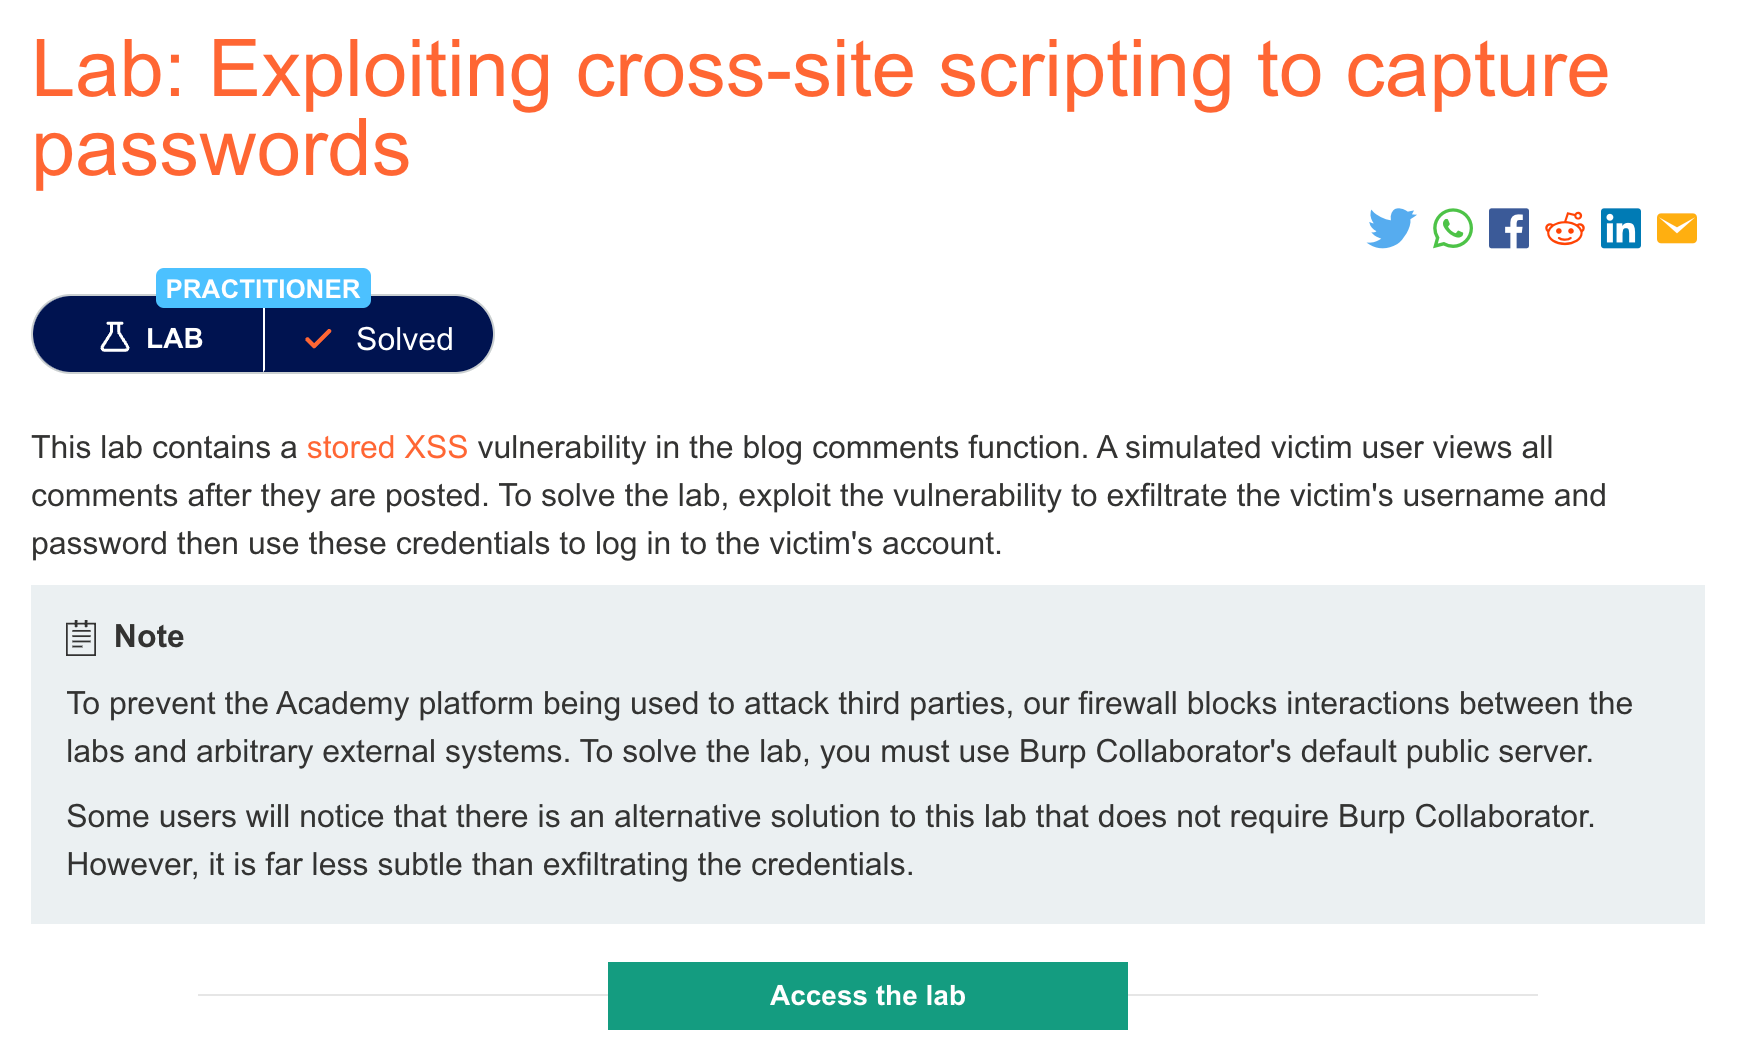 Lab: Exploiting cross-site scripting to capture
passwords
PRACTITIONER
LAB
Solved
This lab contains a stored XSS vulnerability in the blog comments function. A simulated victim user views all
comments after they are posted. To solve the lab, exploit the vulnerability to exfiltrate the victim's username and
password then use these credentials to log in to the victim's account.
Note
To prevent the Academy platform being used to attack third parties, our firewall blocks interactions between the
labs and arbitrary external systems. To solve the lab, you must use Burp Collaborator's default public server.
Some users will notice that there is an alternative solution to this lab that does not require Burp Collaborator.
However, it is far less subtle than exfiltrating the credentials.
Access the lab